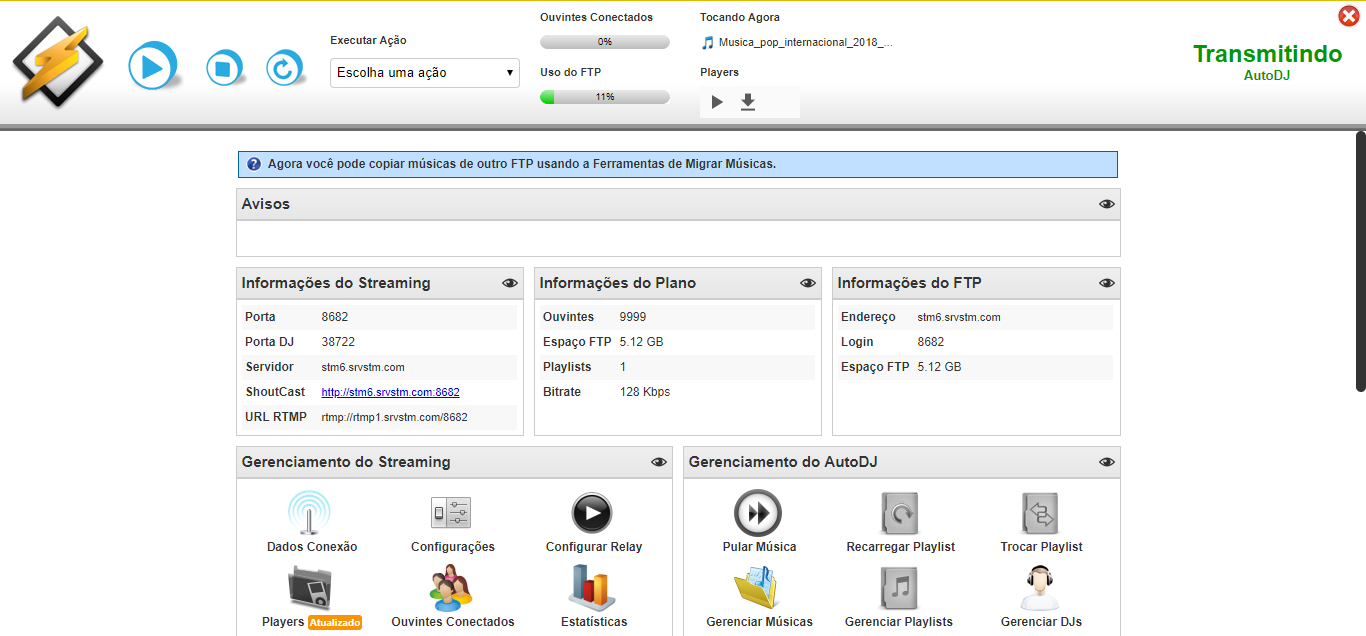 Executar Ação
Escolha uma ação
Ouvintes Conectados
0%
Uso do FTP
11%
Tocando Agora
Musica_pop_internacional_2018_...
Players
Transmitindo
AutoDJ
Agora você pode copiar músicas de outro FTP usando a Ferramentas de Migrar Músicas.
Avisos
Informações do Streaming
Porta 8682
Porta DJ 38722
Servidor stm6.srvstm.com
ShoutCast http://stm6.srvstm.com:8682
URL RTMP rtmp://rtmp1.srvstm.com/8682
Informações do Plano
Ouvintes 9999
Espaço FTP 5.12 GB
Playlists 1
Bitrate 128 Kbps
Informações do FTP
Endereço stm6.srvstm.com
Login 8682
Espaço FTP 5.12 GB
Gerenciamento do Streaming
Dados Conexão
Configurações
Configurar Relay
Players Atualizado
Ouvintes Conectados
Estatísticas
Gerenciamento do AutoDJ
Pular Música
Recarregar Playlist
Trocar Playlist
Gerenciar Músicas
Gerenciar Playlists
Gerenciar DJs